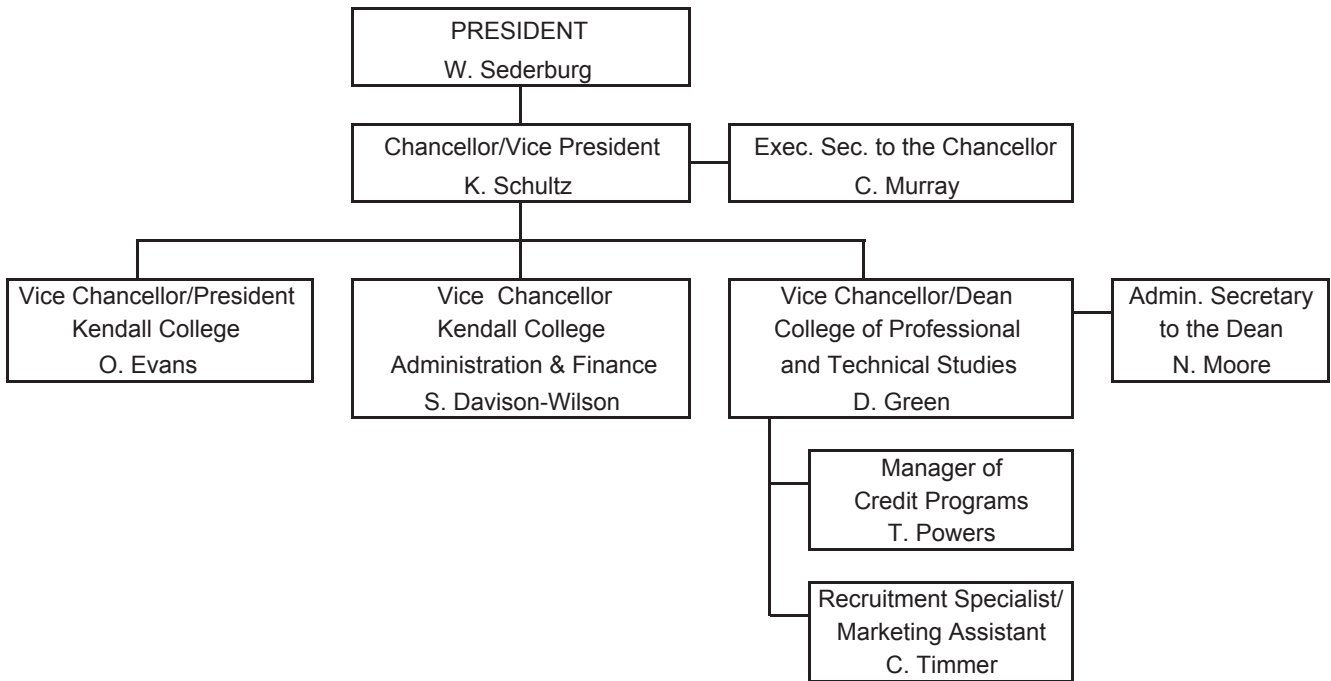 PRESIDENT
W. Sederburg
Chancellor/Vice President
K. Schultz
Exec. Sec. to the Chancellor
C. Murray
Vice Chancellor/President
Kendall College
O. Evans
Vice Chancellor
Kendall College
Administration & Finance
S. Davison-Wilson
Vice Chancellor/Dean
College of Professional
and Technical Studies
D. Green
Admin. Secretary
to the Dean
N. Moore
Manager of
Credit Programs
T. Powers
Recruitment Specialist/
Marketing Assistant
C. Timmer